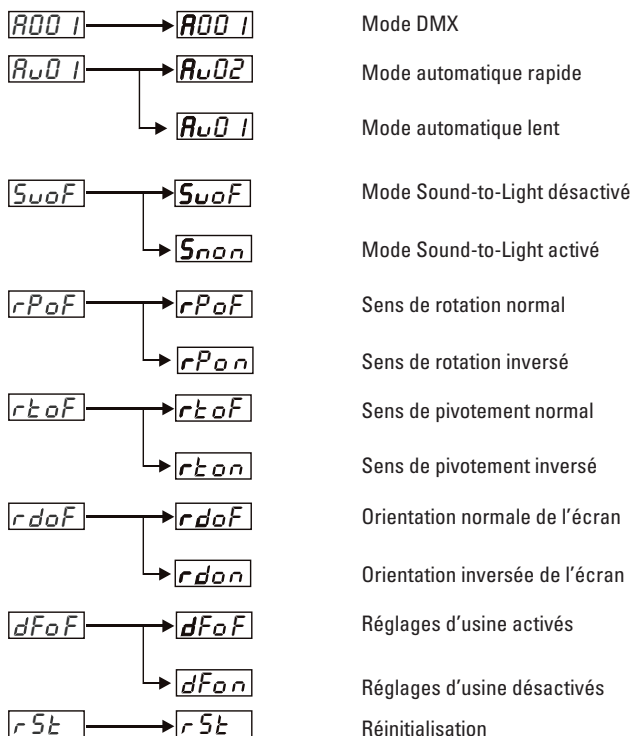 A001 A001 Mode DMX
Au01 Au02 Mode automatique rapide
Au01 Mode automatique lent
SuoF SuoF Mode Sound-to-Light désactivé
Snon Mode Sound-to-Light activé
rPoF rPoF Sens de rotation normal
rPon Sens de rotation inversé
rtoF rtoF Sens de pivotement normal
rton Sens de pivotement inversé
rdoF rdoF Orientation normale de l’écran
rdon Orientation inversée de l’écran
dFoF dFoF Réglages d’usine activés
dFon Réglages d’usine désactivés
rSt rSt Réinitialisation